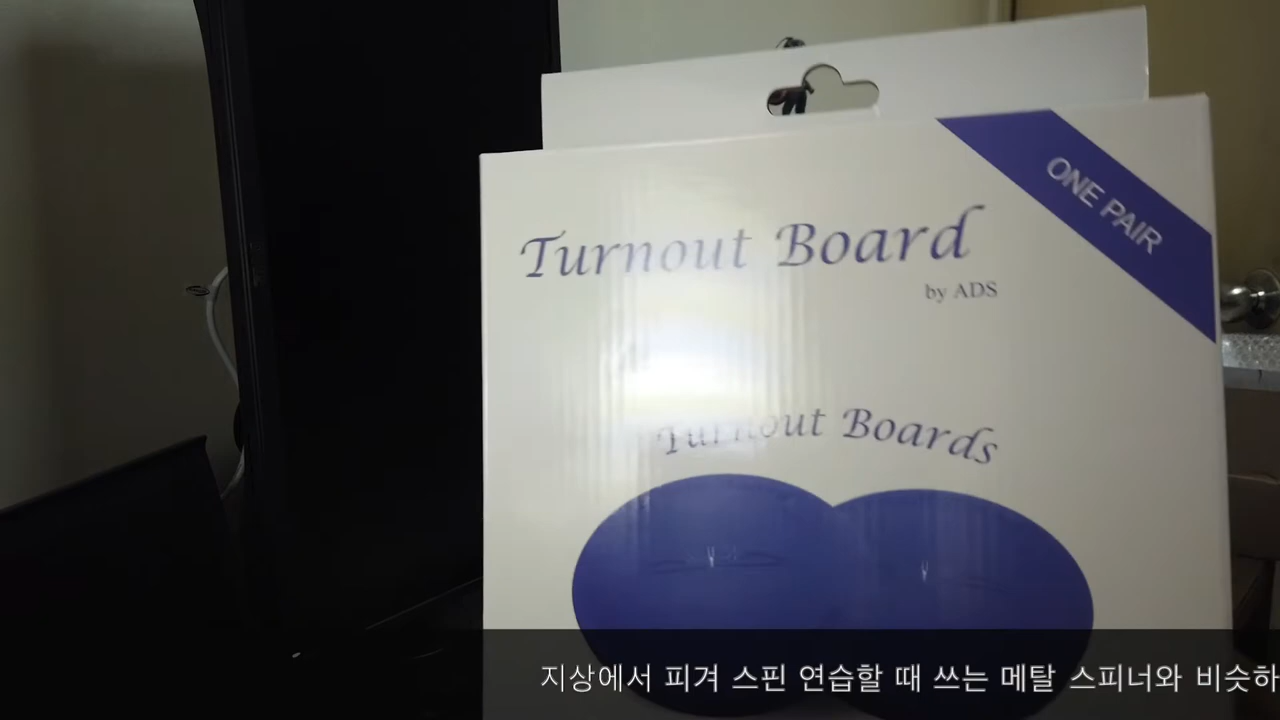 ONE PAIR
Turnout Board
by ADS
Turnout Boards
지상에서 피겨 스핀 연습할 때 쓰는 메탈 스피너와 비슷하